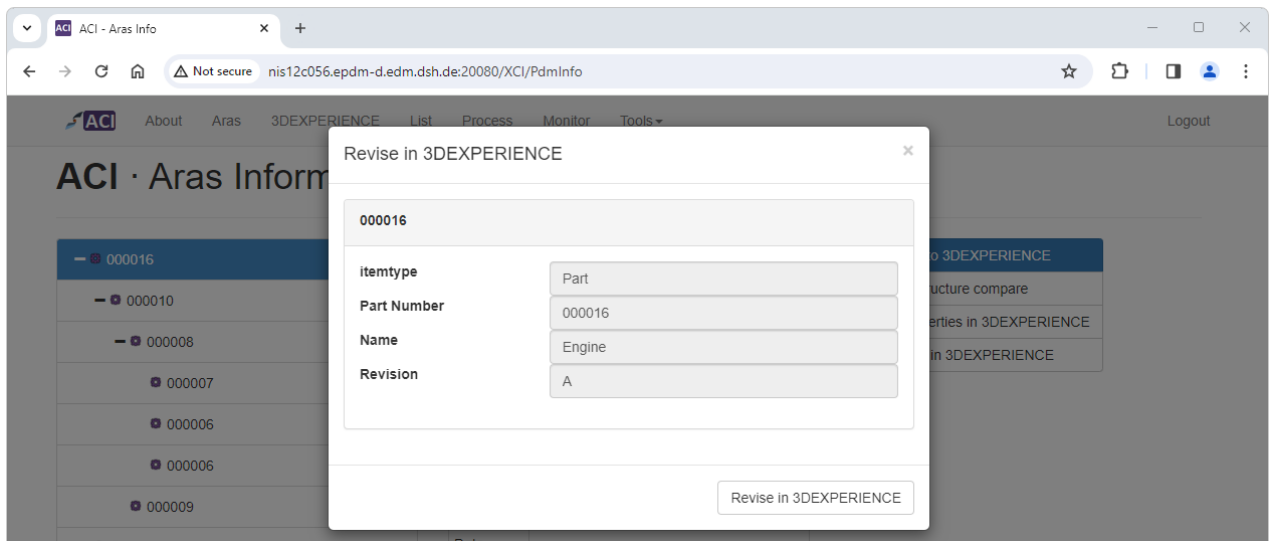 ACI ACI - Aras Info
Not secure nis12c056.epdm-d.edm.dsh.de:20080/XCI/PdmInfo
ACI About Aras 3DEXPERIENCE List Process Monitor Tools Logout
ACI · Aras Inform
Revise in 3DEXPERIENCE
000016
itemtype Part
Part Number 000016
Name Engine
Revision A
Revise in 3DEXPERIENCE
000016
000010
000008
000007
000006
000006
000009
o 3DEXPERIENCE
ucture compare
erties in 3DEXPERIENCE
in 3DEXPERIENCE